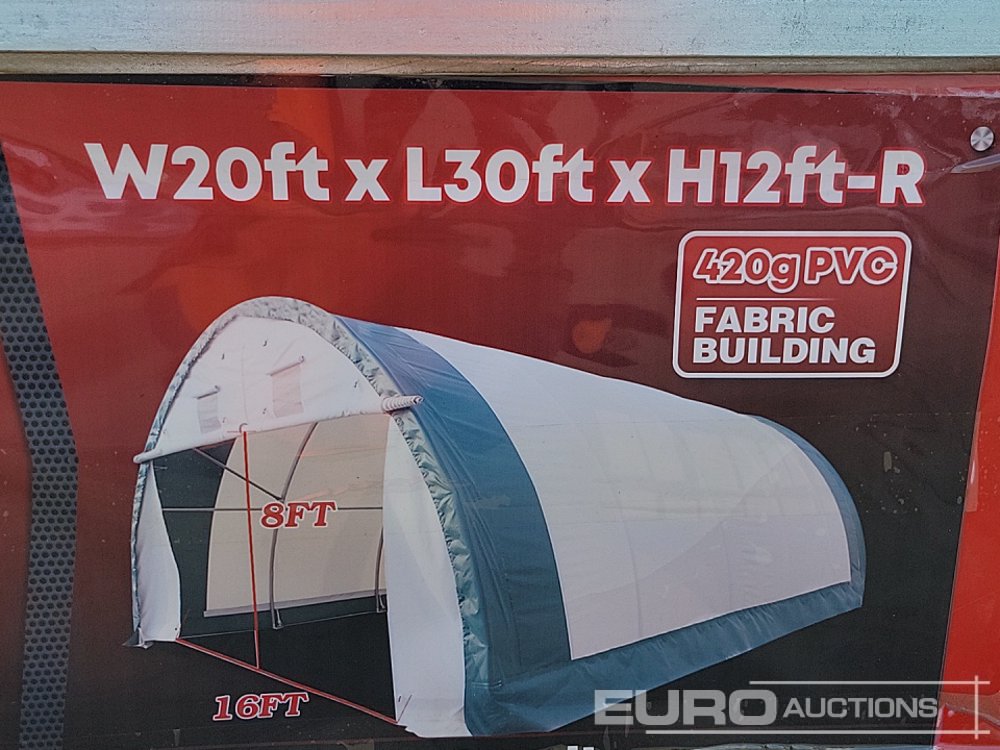 W20ft x L30ft x H12ft-R
420g PVC
FABRIC
BUILDING
8FT
16FT
EURO AUCTIONS